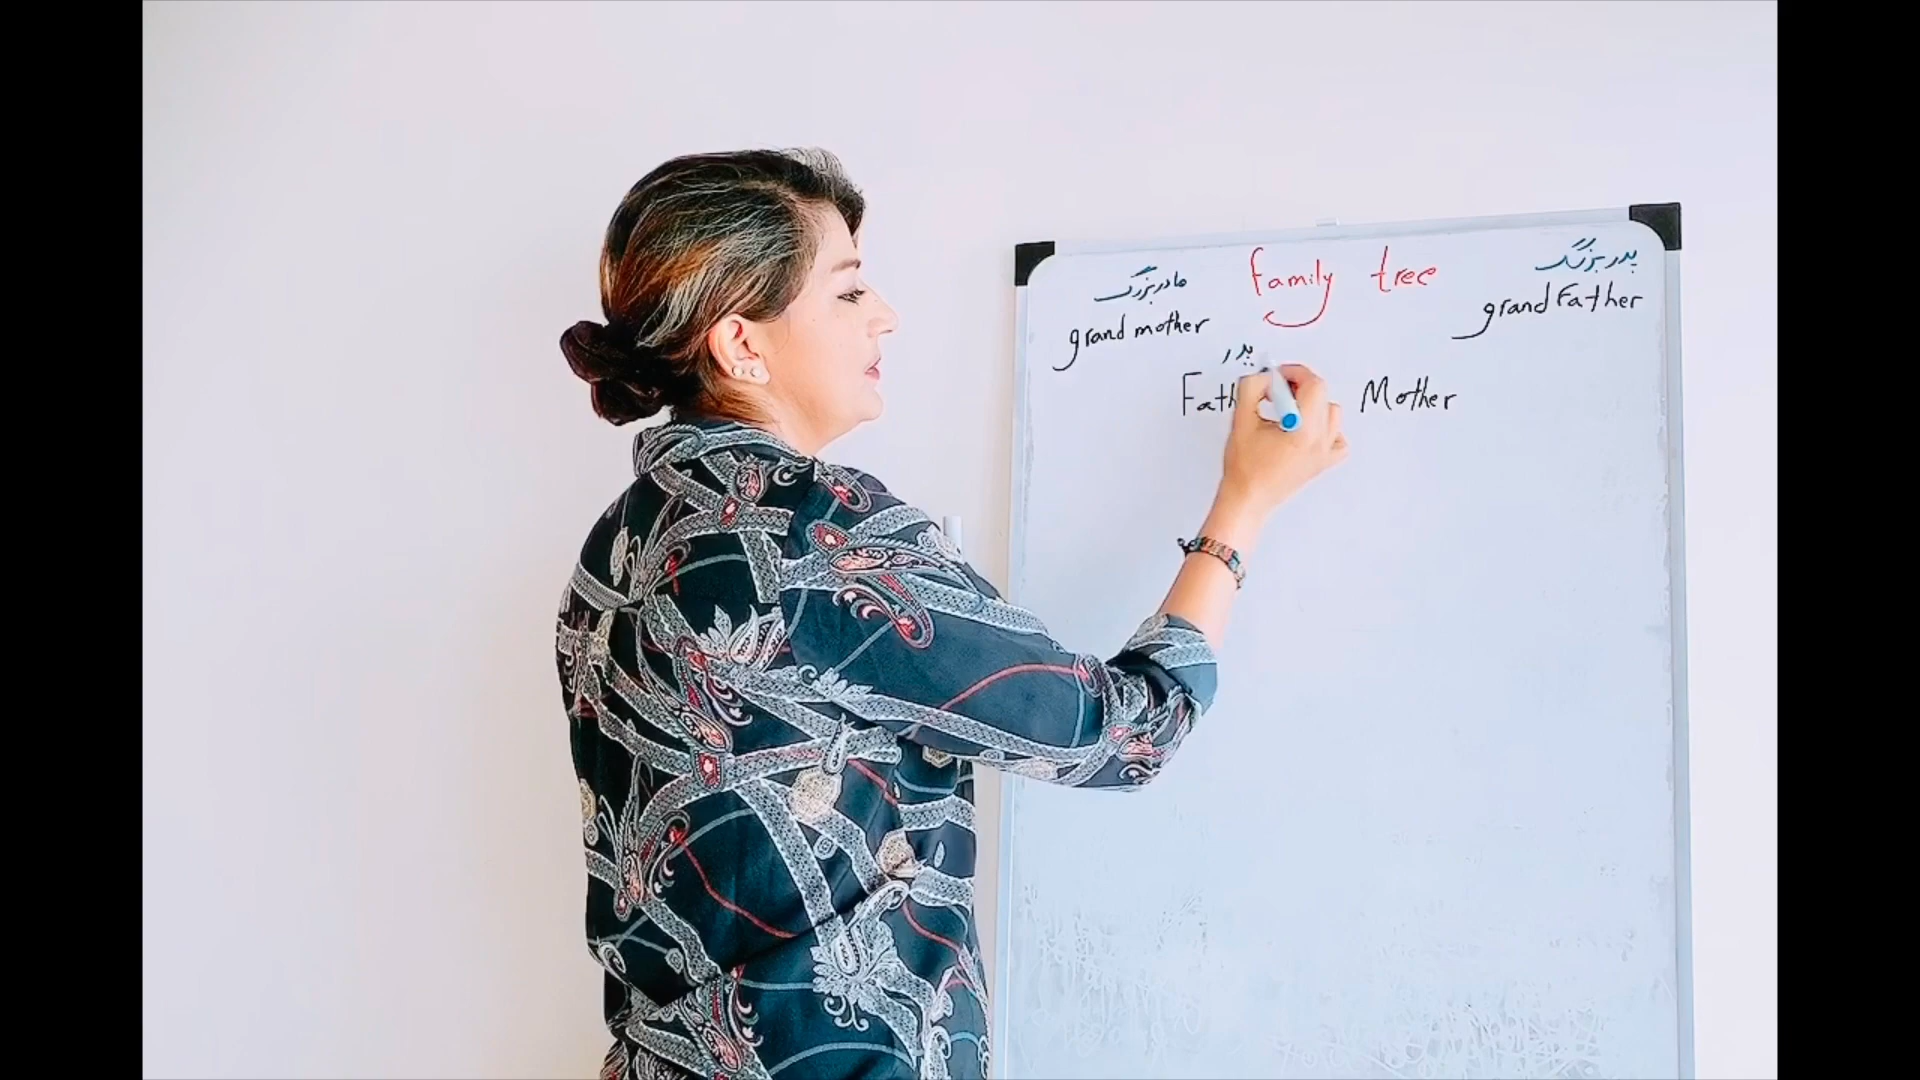 family tree
مادربزرگ
grand mother
پدربزرگ
grandFather
پدر
Mother